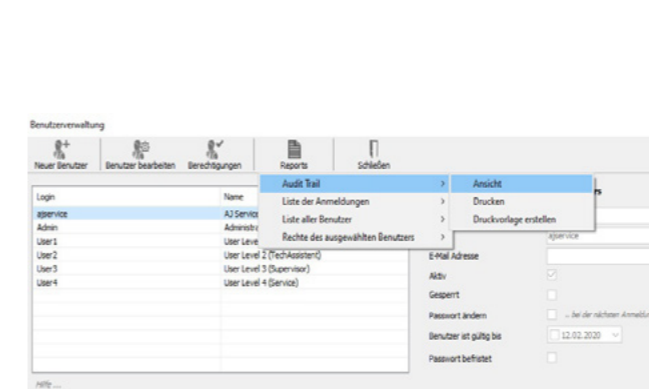 Benutzerverwaltung
Neuer Benutzer Benutzer bearbeiten Berechtigungen Reports Schließen
Audit Trail > Ansicht
Liste der Anmeldungen > Drucken
Liste aller Benutzer > Druckvorlage erstellen
Rechte des ausgewählten Benutzers >
Login Name
ajservice AJ Service
Admin
User1 User Leve
User2 User Level 2 (TechAssistent)
User3 User Level 3 (Supervisor)
User4 User Level 4 (Service)
rs
ajservice
E-Mail Adresse
Aktiv
Gesperrt
Passwort ändern ... bei der nächsten
Benutzer ist gültig bis 12.02.2020
Passwort befristet
Hilfe ....